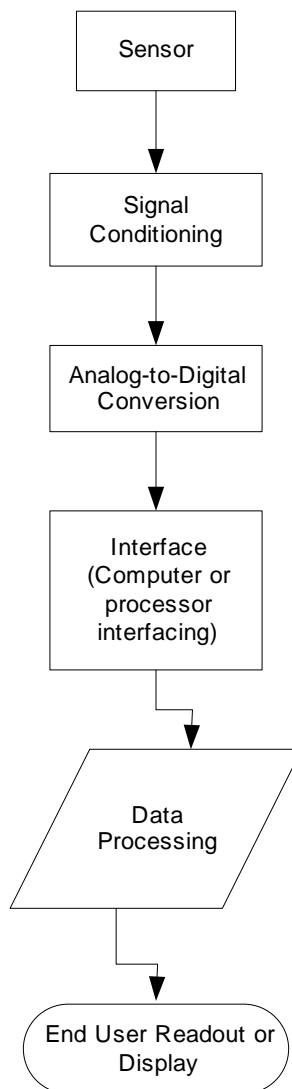 Sensor
Signal
Conditioning
Analog-to-Digital
Conversion
Interface
(Computer or
processor
interfacing)
Data
Processing
End User Readout or
Display